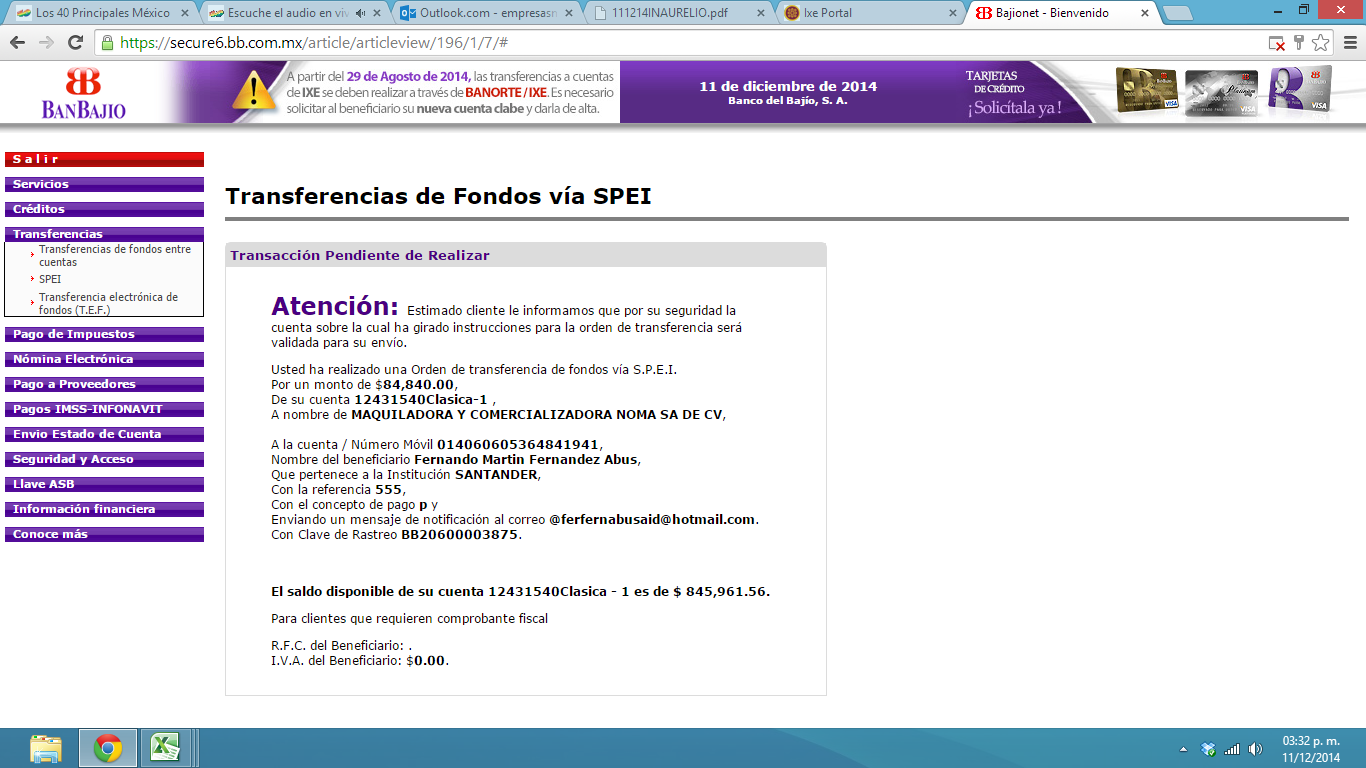 Los 40 Principales México
Escuche el audio en viv
Outlook.com - empresasn
111214INAURELIO.pdf
Ixe Portal
Bajionet - Bienvenido
https://secure6.bb.com.mx/article/articleview/196/1/7/#
BANBAJIO
A partir del 29 de Agosto de 2014, las transferencias a cuentas
de IXE se deben realizar a través de BANORTE / IXE. Es necesario
solicitar al beneficiario su nueva cuenta clabe y darla de alta.
11 de diciembre de 2014
Banco del Bajío, S. A.
TARJETAS
DE CRÉDITO
¡Solicítala ya!
S a l i r
Servicios
Créditos
Transferencias
Transferencias de fondos entre
cuentas
SPEI
Transferencia electrónica de
fondos (T.E.F.)
Pago de Impuestos
Nómina Electrónica
Pago a Proveedores
Pagos IMSS-INFONAVIT
Envio Estado de Cuenta
Seguridad y Acceso
Llave ASB
Información financiera
Conoce más
Transferencias de Fondos vía SPEI
Transacción Pendiente de Realizar
Atención: Estimado cliente le informamos que por su seguridad la
cuenta sobre la cual ha girado instrucciones para la orden de transferencia será
validada para su envío.
Usted ha realizado una Orden de transferencia de fondos vía S.P.E.I.
Por un monto de $84,840.00,
De su cuenta 12431540Clasica-1 ,
A nombre de MAQUILADORA Y COMERCIALIZADORA NOMA SA DE CV,
A la cuenta / Número Móvil 014060605364841941,
Nombre del beneficiario Fernando Martin Fernandez Abus,
Que pertenece a la Institución SANTANDER,
Con la referencia 555,
Con el concepto de pago p y
Enviando un mensaje de notificación al correo @ferfernabusaid@hotmail.com.
Con Clave de Rastreo BB20600003875.
El saldo disponible de su cuenta 12431540Clasica - 1 es de $ 845,961.56.
Para clientes que requieren comprobante fiscal
R.F.C. del Beneficiario: .
I.V.A. del Beneficiario: $0.00.
03:32 p. m.
11/12/2014